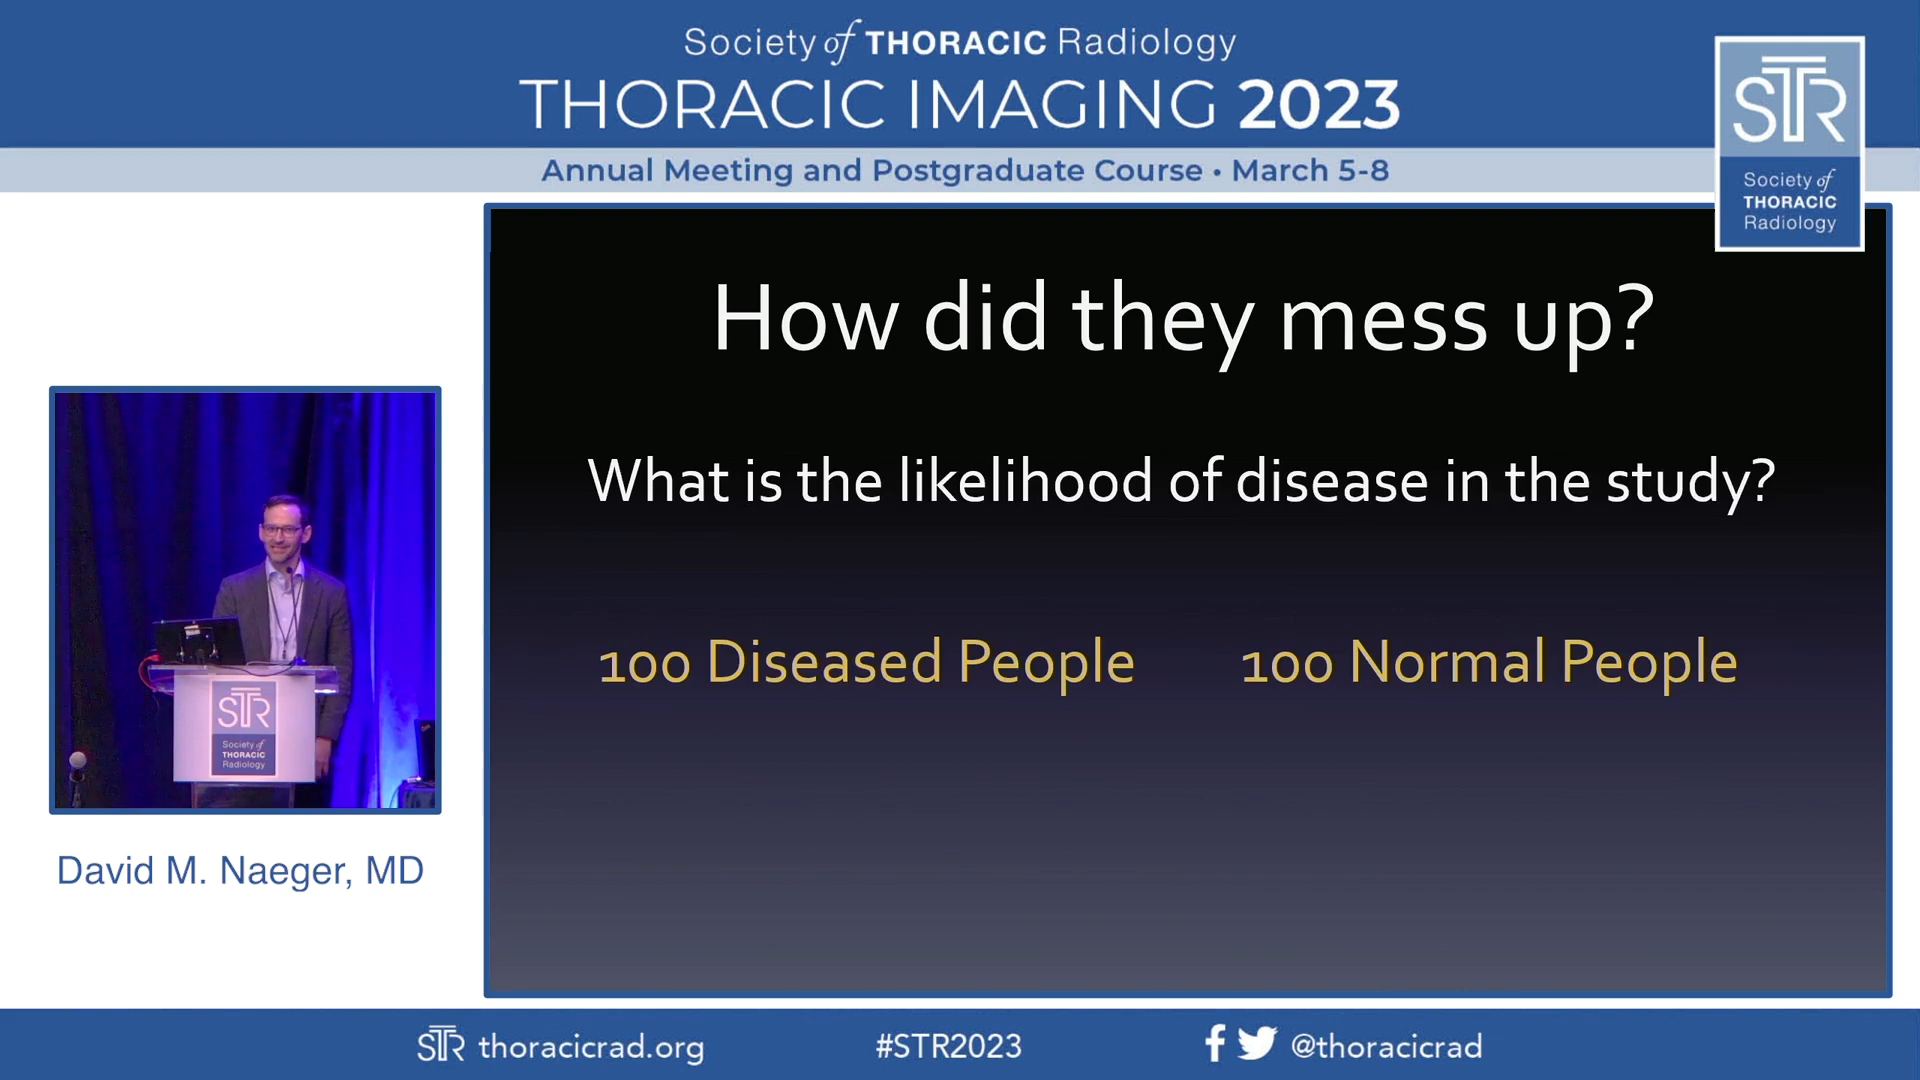 Society of THORACIC Radiology
THORACIC IMAGING 2023
Annual Meeting and Postgraduate Course • March 5-8
STR
Society of
THORACIC
Radiology
How did they mess up?
What is the likelihood of disease in the study?
100 Diseased People
100 Normal People
STR
Society of
THORACIC
Radiology
David M. Naeger, MD
STR thoracicrad.org
#STR2023
@thoracicrad